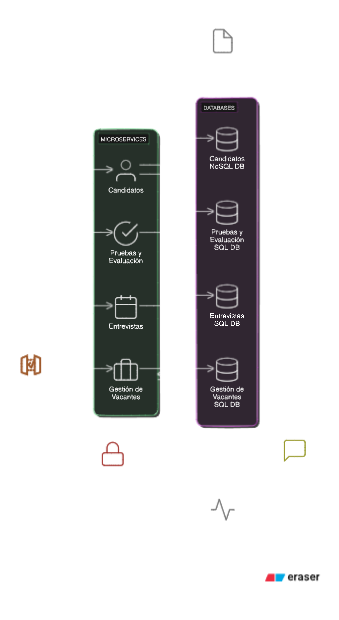 MICROSERVICES
Candidatos
Pruebas y
Evaluación
Entrevistas
Gestión de
Vacantes
DATABASES
Candidatos
NoSQL DB
Pruebas y
Evaluación
SQL DB
Entrevistas
SQL DB
Gestión de
Vacantes
SQL DB
eraser